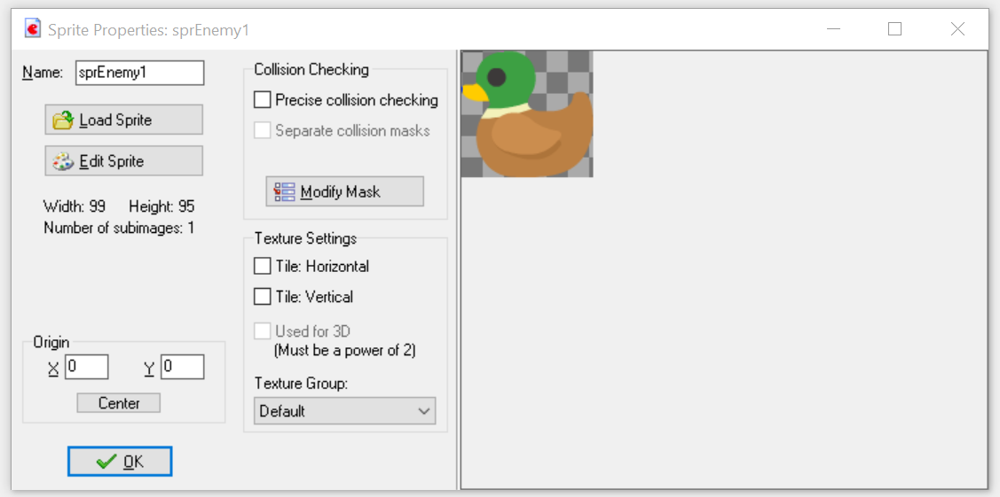 Sprite Properties: sprEnemy1
Name: sprEnemy1
Load Sprite
Edit Sprite
Width: 99 Height: 95
Number of subimages: 1
Origin
X 0 Y 0
Center
OK
Collision Checking
Precise collision checking
Separate collision masks
Modify Mask
Texture Settings
Tile: Horizontal
Tile: Vertical
Used for 3D
(Must be a power of 2)
Texture Group:
Default